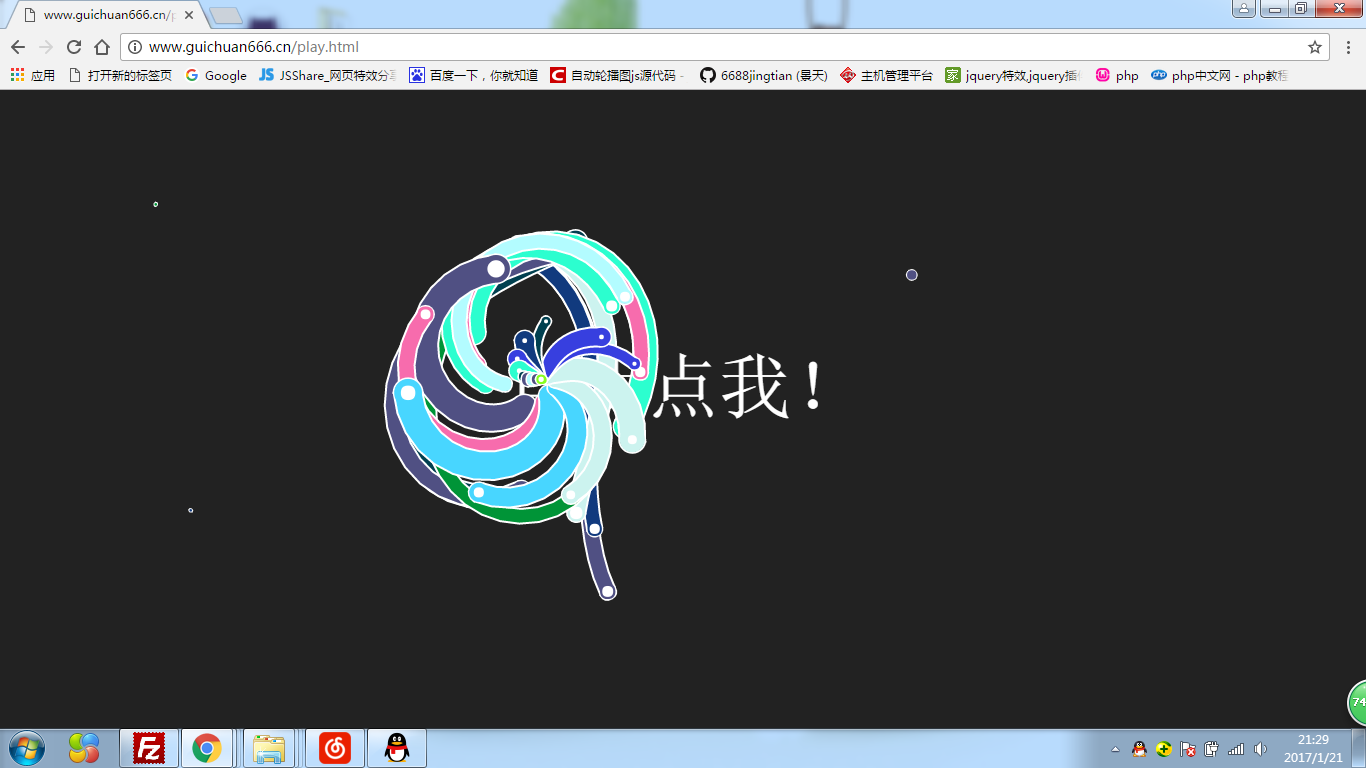 www.guichuan666.cn/p
www.guichuan666.cn/play.html
应用 打开新的标签页 Google JSShare_网页特效分享 百度一下，你就知道 自动轮播图js源代码 - 6688jingtian (景天) 主机管理平台 jquery特效,jquery插件 php php中文网 - php教程
点我！
74
21:29
2017/1/21